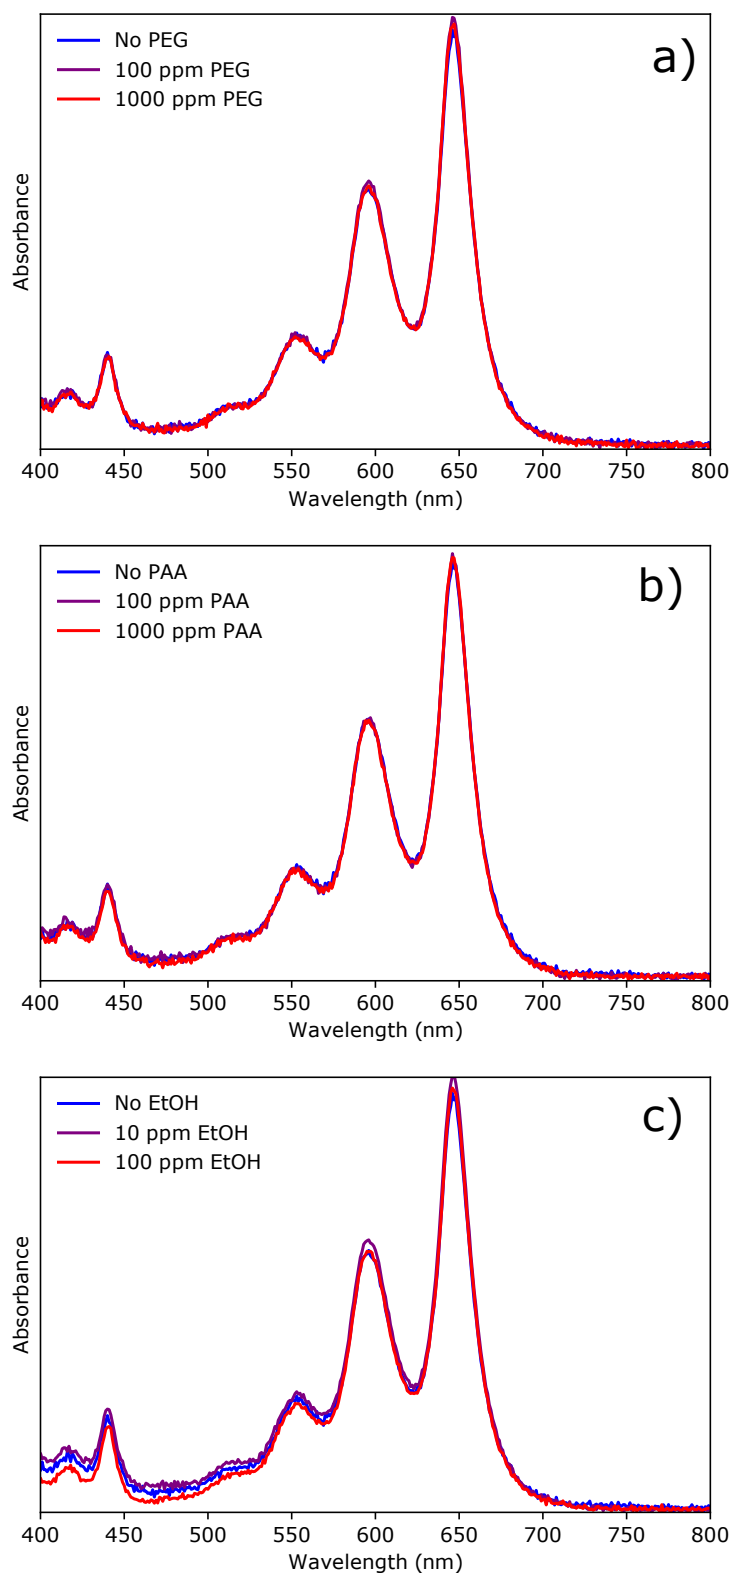 No PEG
100 ppm PEG
1000 ppm PEG
a)
Absorbance
400 450 500 550 600 650 700 750 800
Wavelength (nm)
No PAA
100 ppm PAA
1000 ppm PAA
b)
Absorbance
400 450 500 550 600 650 700 750 800
Wavelength (nm)
No EtOH
10 ppm EtOH
100 ppm EtOH
c)
Absorbance
400 450 500 550 600 650 700 750 800
Wavelength (nm)